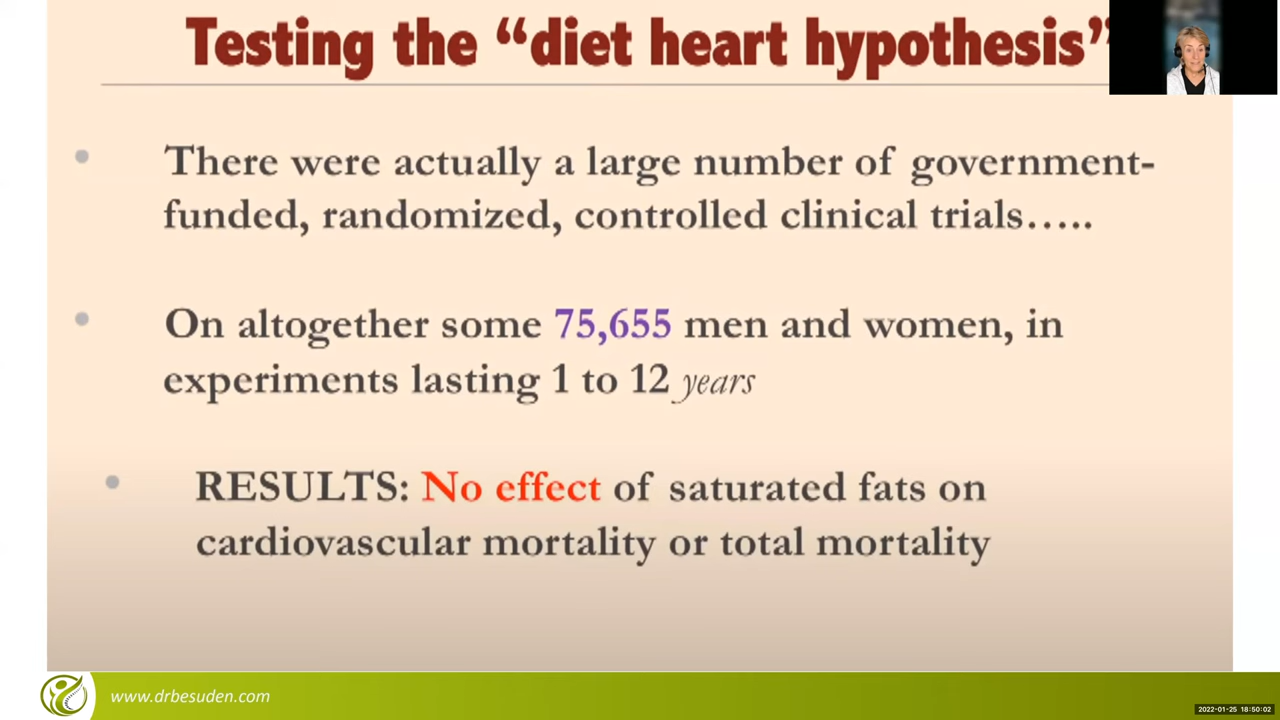 Testing the “diet heart hypothesis”
• There were actually a large number of government-
funded, randomized, controlled clinical trials…..
• On altogether some 75,655 men and women, in
experiments lasting 1 to 12 years
• RESULTS: No effect of saturated fats on
cardiovascular mortality or total mortality
www.drbesuden.com
2022-01-25 18:50:02